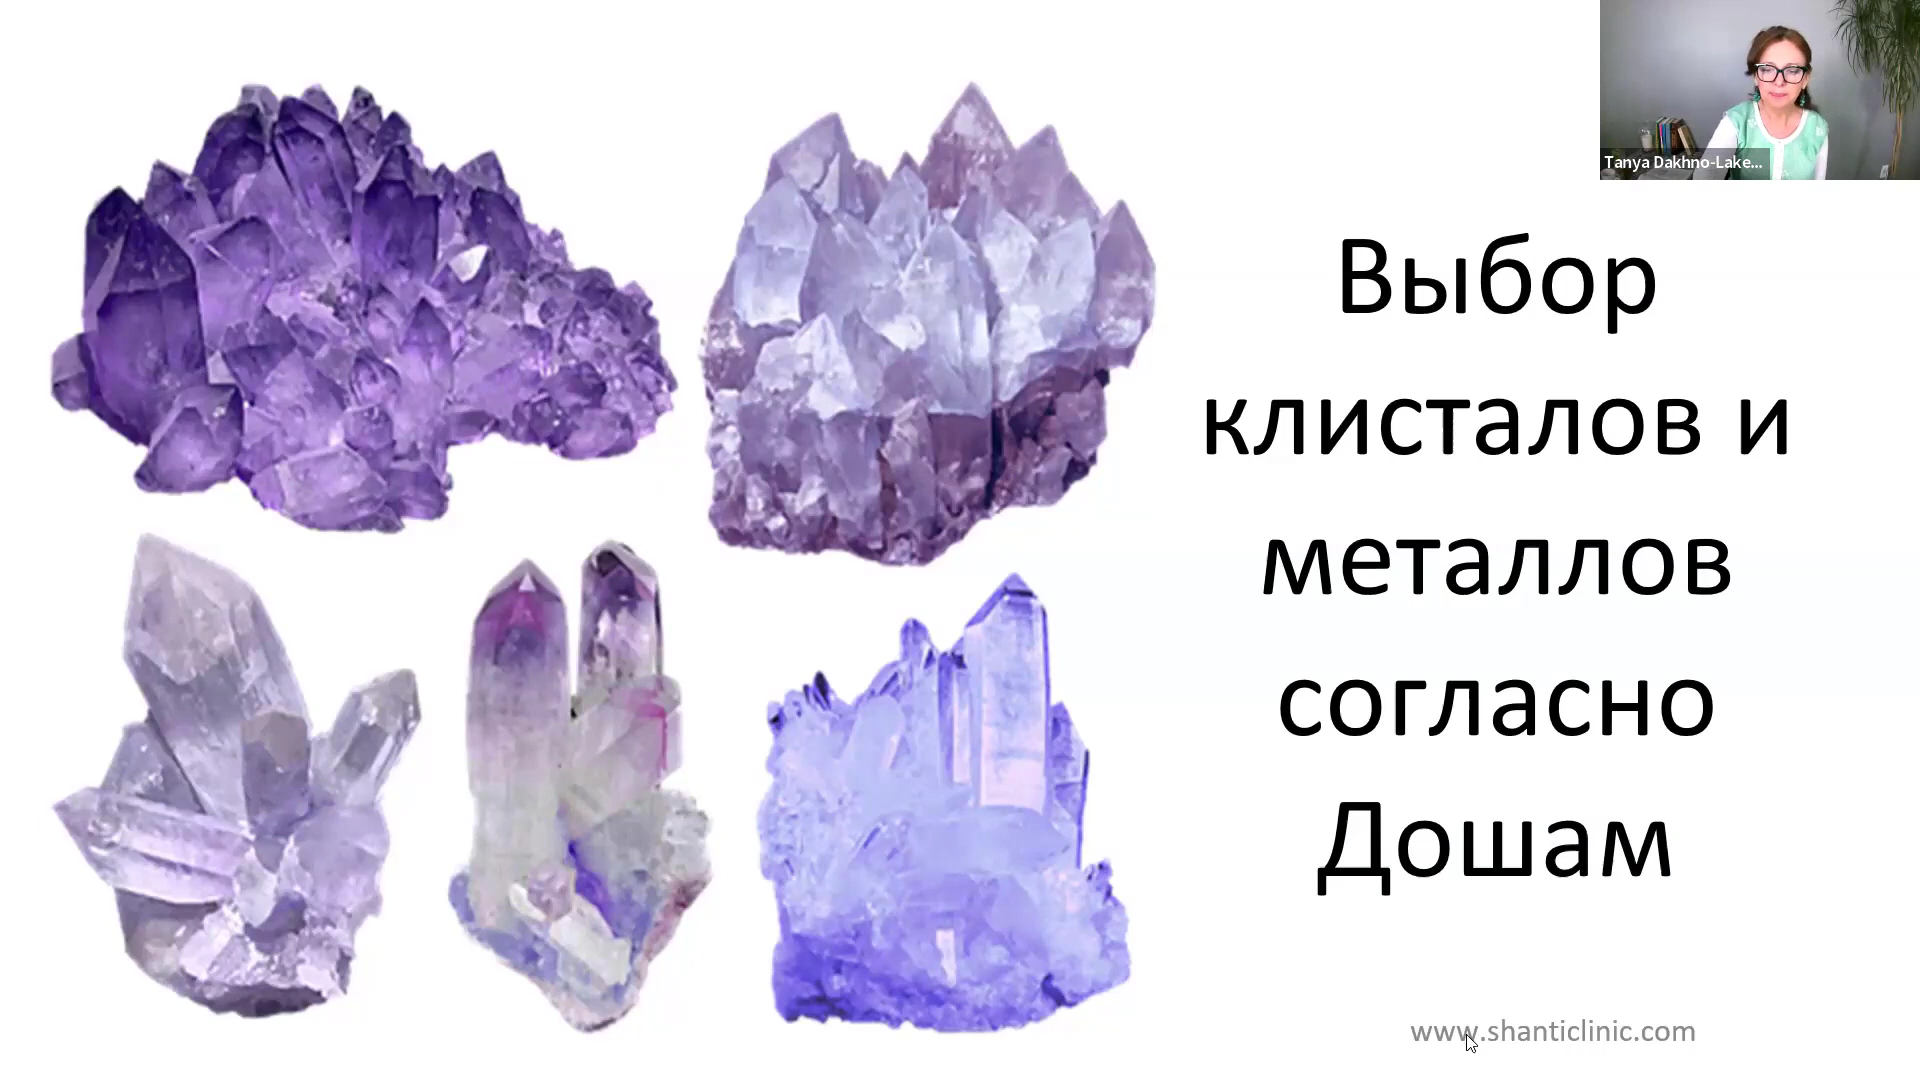 Tanya Dakhno-Lake...
Выбор
клисталов и
металлов
согласно
Дошам
www.shanticlinic.com